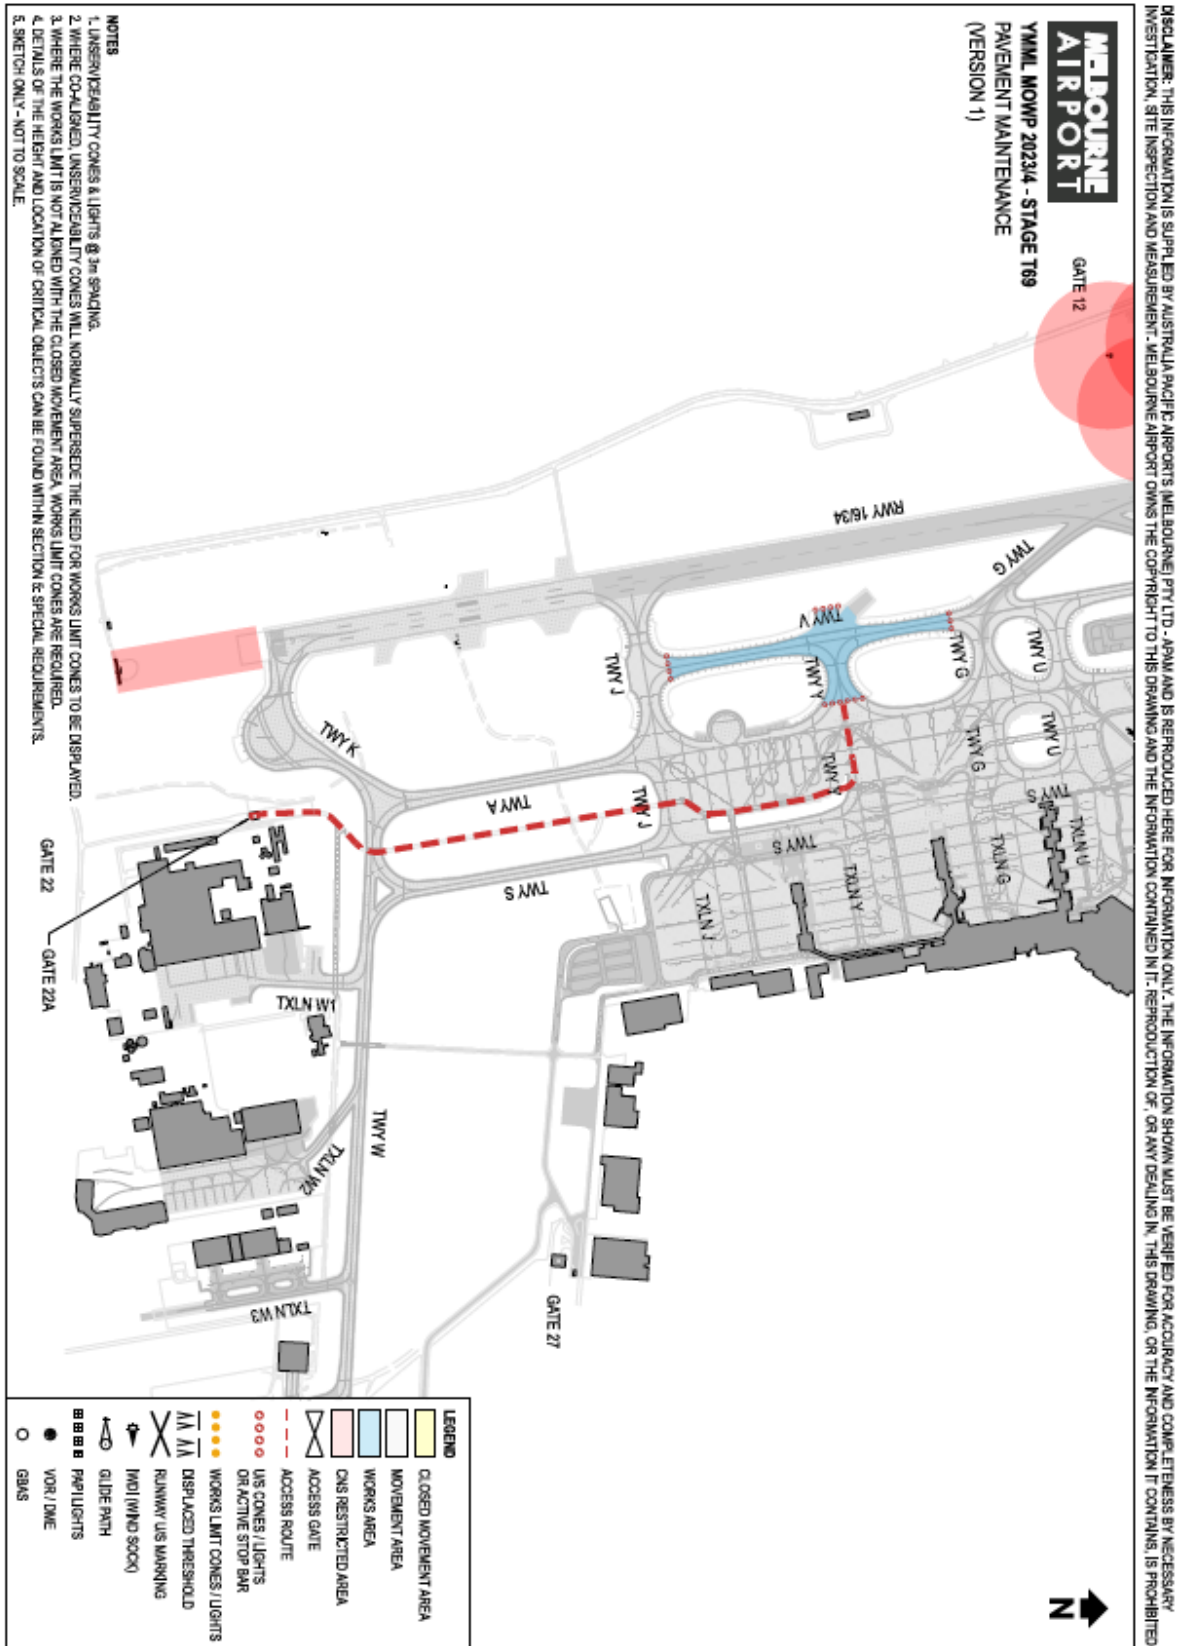 DISCLAIMER: THIS INFORMATION IS SUPPLIED BY AUSTRALIA PACIFIC AIRPORTS (MELBOURNE) PTY LTD - APAM AND IS REPRODUCED HERE FOR INFORMATION ONLY. THE INFORMATION SHOWN MUST BE VERIFIED FOR ACCURACY AND COMPLETENESS BY NECESSARY
INVESTIGATION, SITE INSPECTION AND MEASUREMENT. MELBOURNE AIRPORT OWNS THE COPYRIGHT TO THIS DRAWING AND THE INFORMATION CONTAINED IN IT. REPRODUCTION OF, OR ANY DEALING IN, THIS DRAWING, OR THE INFORMATION IT CONTAINS, IS PROHIBITED
MELBOURNE
AIRPORT
YMML MOWP 2023/4 - STAGE T69
PAVEMENT MAINTENANCE
(VERSION 1)
GATE 12
RWY 16/34
TWY G
TWY V
TWY G
TWY U
TWY J
TWY Y
TWY U
TWY G
TWY K
TWY Y
TWY S
TWY A
TWY J
TWY S
TXLN U
TXLN G
TXLN Y
TXLN J
TWY S
GATE 22
GATE 22A
TXLN W1
TWY W
TXLN W2
TXLN W3
GATE 27
N
NOTES
1. UNSERVICEABILITY CONES & LIGHTS @ 3m SPACING.
2. WHERE CO-ALIGNED, UNSERVICEABILITY CONES WILL NORMALLY SUPERSEDE THE NEED FOR WORKS LIMIT CONES TO BE DISPLAYED.
3. WHERE THE WORKS LIMIT IS NOT ALIGNED WITH THE CLOSED MOVEMENT AREA, WORKS LIMIT CONES ARE REQUIRED.
4. DETAILS OF THE HEIGHT AND LOCATION OF CRITICAL OBJECTS CAN BE FOUND WITHIN SECTION 6: SPECIAL REQUIREMENTS.
5. SKETCH ONLY - NOT TO SCALE.
LEGEND
CLOSED MOVEMENT AREA
MOVEMENT AREA
WORKS AREA
CNS RESTRICTED AREA
ACCESS GATE
ACCESS ROUTE
U/S CONES / LIGHTS
OR ACTIVE STOP BAR
WORKS LIMIT CONES / LIGHTS
DISPLACED THRESHOLD
RUNWAY U/S MARKING
IWDI (WIND SOCK)
GLIDE PATH
PAPI LIGHTS
VOR / DME
GBAS